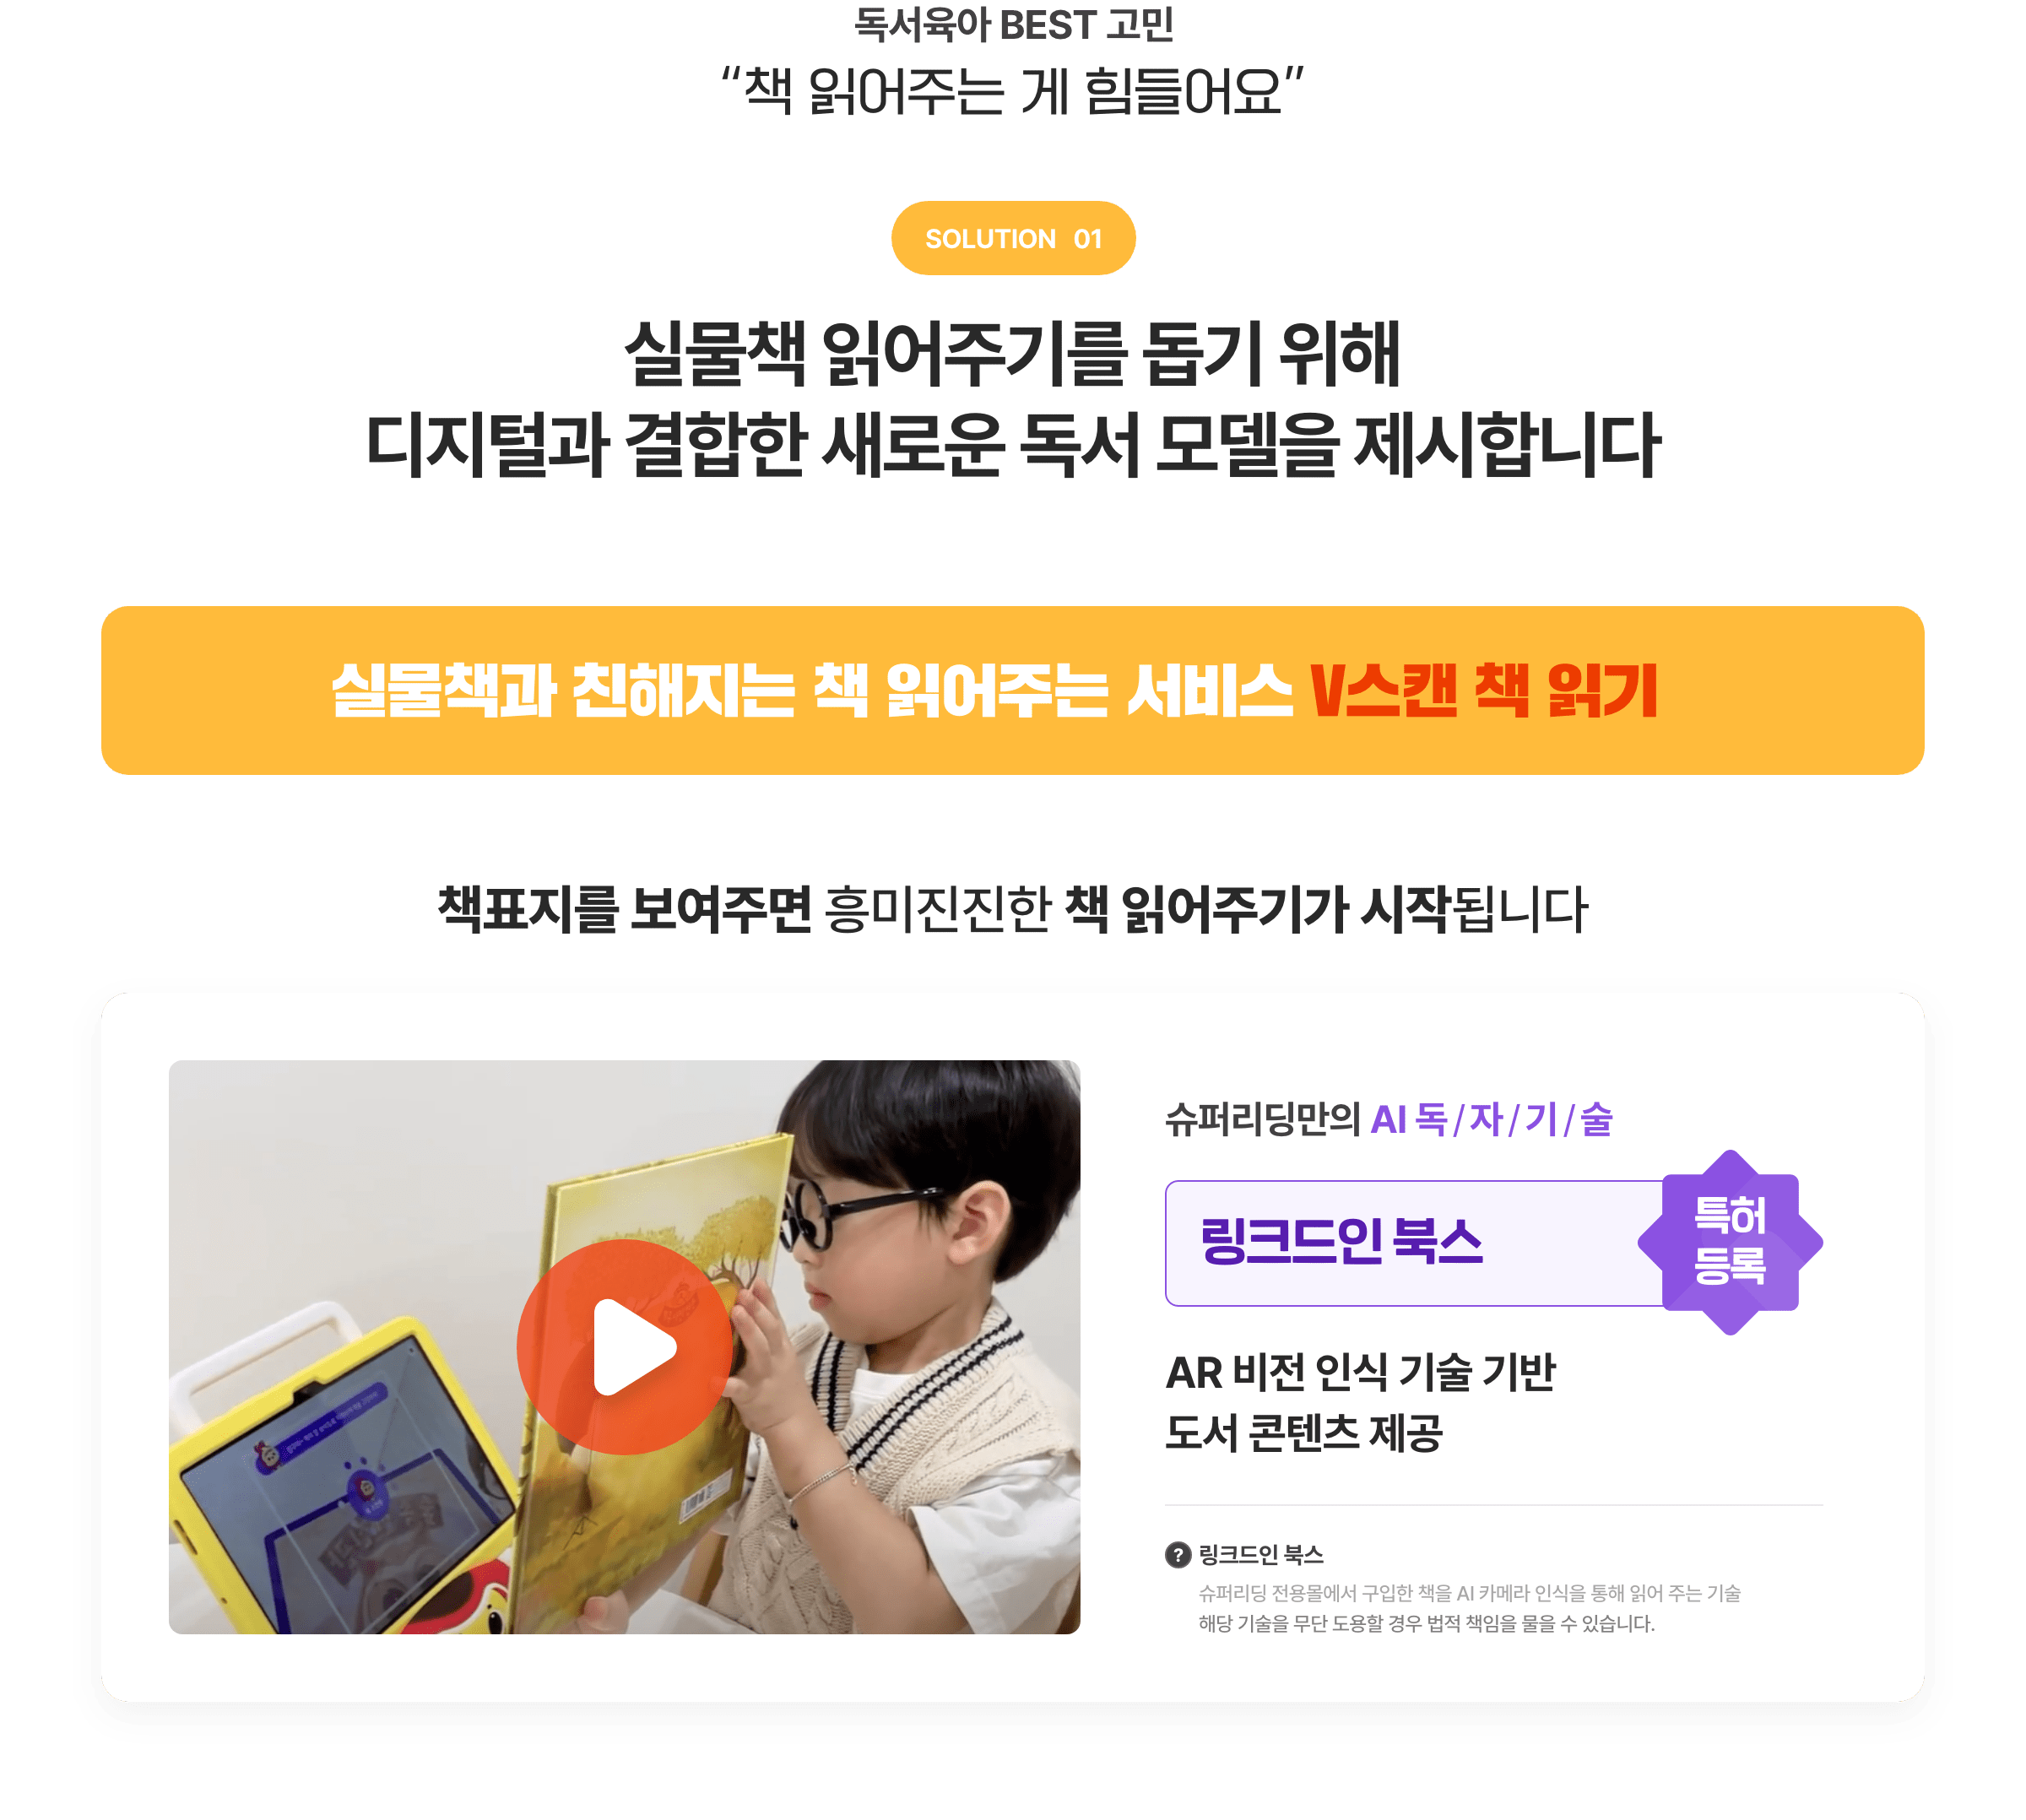 독서육아 BEST 고민
“책 읽어주는 게 힘들어요”
SOLUTION 01
실물책 읽어주기를 돕기 위해
디지털과 결합한 새로운 독서 모델을 제시합니다
실물책과 친해지는 책 읽어주는 서비스 V스캔 책 읽기
책표지를 보여주면 흥미진진한 책 읽어주기가 시작됩니다
슈퍼리딩만의 AI 독/자/기/술
링크드인 북스
특허
등록
AR 비전 인식 기술 기반
도서 콘텐츠 제공
? 링크드인 북스
슈퍼리딩 전용몰에서 구입한 책을 AI 카메라 인식을 통해 읽어 주는 기술
해당 기술을 무단 도용할 경우 법적 책임을 물을 수 있습니다.